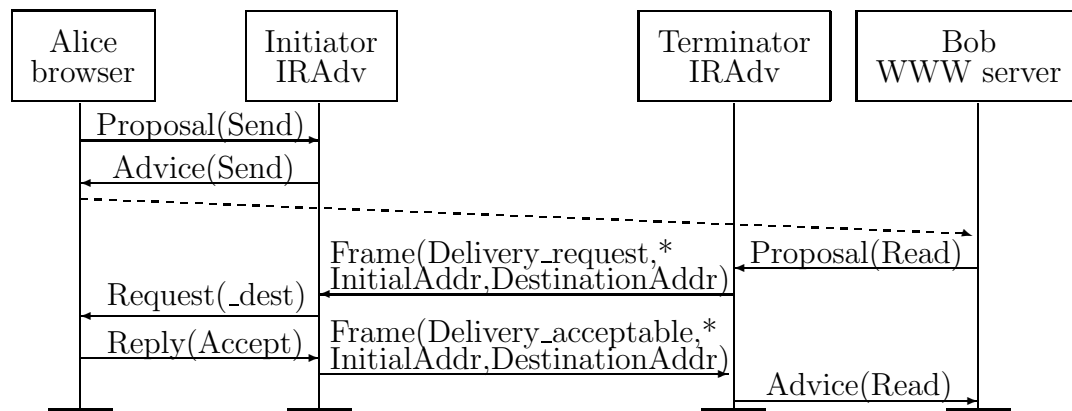 Alice
browser
Initiator
IRAdv
Terminator
IRAdv
Bob
WWW server
Proposal(Send)
Advice(Send)
Frame(Delivery_request,*
InitialAddr,DestinationAddr)
Proposal(Read)
Request(_dest)
Reply(Accept)
Frame(Delivery_acceptable,*
InitialAddr,DestinationAddr)
Advice(Read)